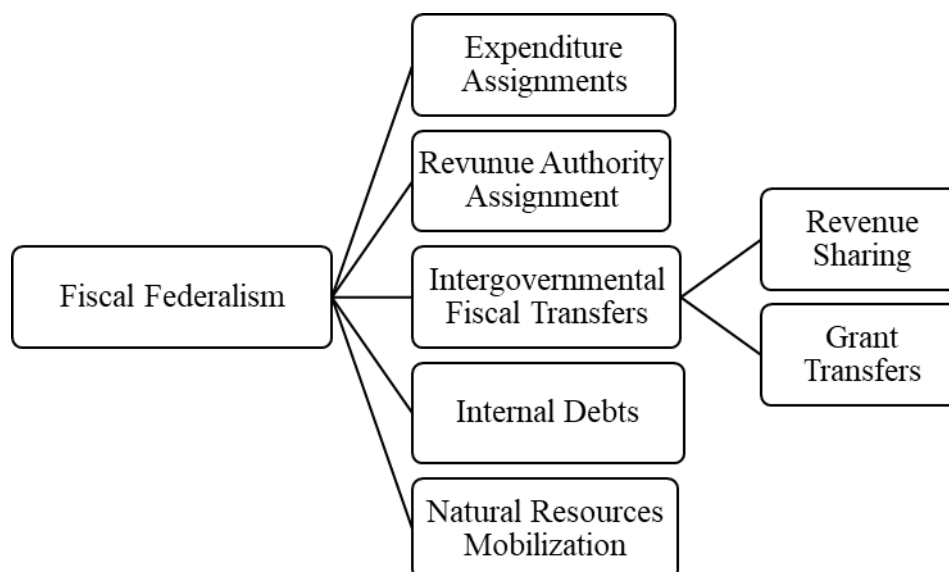 Expenditure
Assignments
Revunue Authority
Assignment
Revenue
Sharing
Fiscal Federalism
Intergovernmental
Fiscal Transfers
Grant
Transfers
Internal Debts
Natural Resources
Mobilization